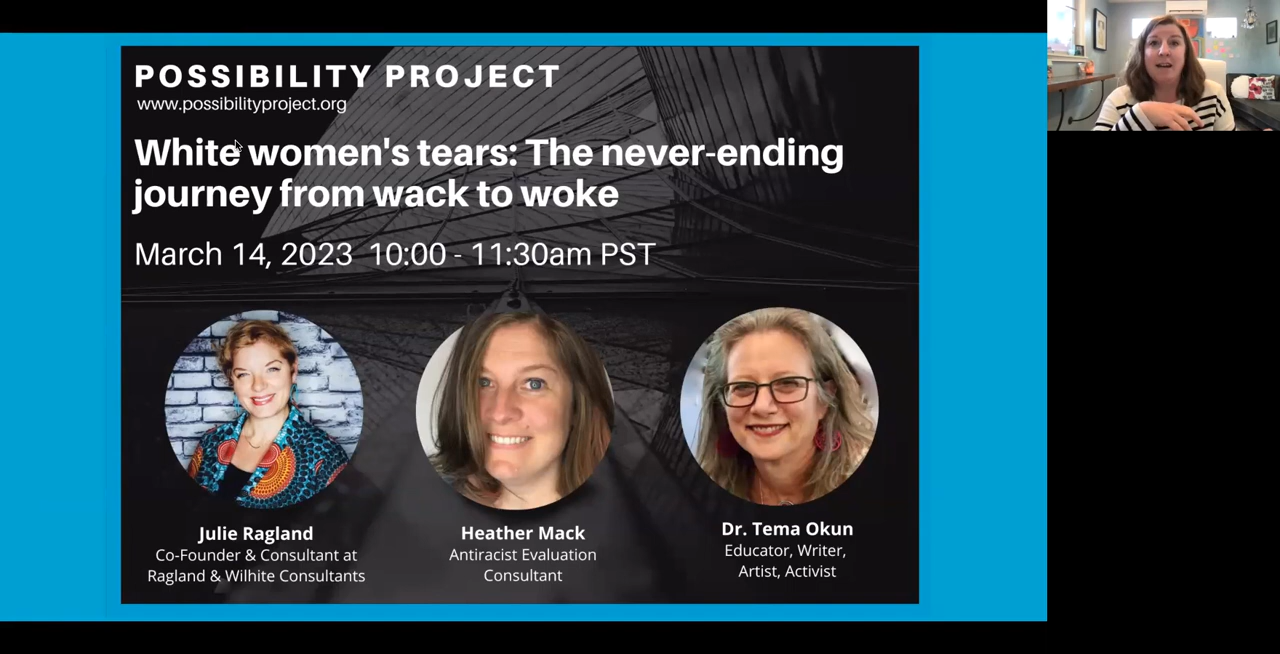 POSSIBILITY PROJECT
www.possibilityproject.org
White women's tears: The never-ending
journey from wack to woke
March 14, 2023 10:00 - 11:30am PST
Julie Ragland
Co-Founder & Consultant at
Ragland & Wilhite Consultants
Heather Mack
Antiracist Evaluation
Consultant
Dr. Tema Okun
Educator, Writer,
Artist, Activist